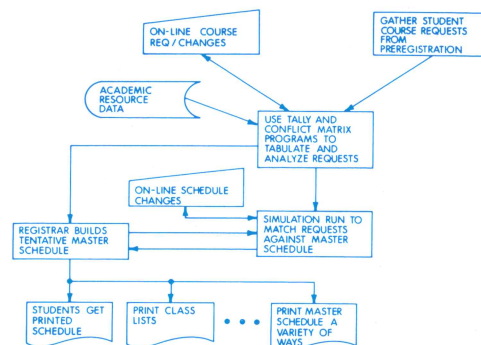 ON-LINE COURSE
REQ/CHANGES
GATHER STUDENT
COURSE REQUESTS
FROM
PREREGISTRATION
ACADEMIC
RESOURCE
DATA
USE TALLY AND
CONFLICT MATRIX
PROGRAMS TO
TABULATE AND
ANALYZE REQUESTS
ON-LINE SCHEDULE
CHANGES
REGISTRAR BUILDS
TENTATIVE MASTER
SCHEDULE
SIMULATION RUN TO
MATCH REQUESTS
AGAINST MASTER
SCHEDULE
STUDENTS GET
PRINTED
SCHEDULE
PRINT CLASS
LISTS
PRINT MASTER
SCHEDULE A
VARIETY OF
WAYS